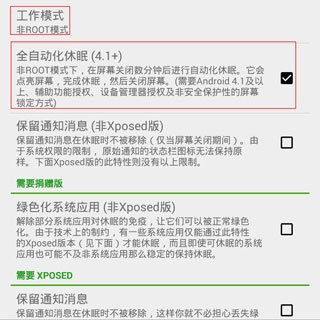 工作模式
非ROOT模式
全自动化休眠 (4.1+)
非ROOT模式下，在屏幕关闭数分钟后进行自动化休眠。它会
点亮屏幕，完成休眠，然后关闭屏幕。(需要Android 4.1及以
上、辅助功能授权、设备管理器授权及非安全保护性的屏幕
锁定方式)
保留通知消息 (非Xposed版)
保留通知消息在休眠时不被移除（仅当屏幕关闭期间）。由
于系统权限的限制，原始通知的状态栏图标无法保持原
样。下面Xposed版的此特性则没有以上限制。
需要捐赠版
绿色化系统应用 (非Xposed版)
解除部分系统应用对休眠的免疫，让它们可以被正常绿色
化。由于技术上的制约，有一些系统应用仅能通过此特性
的Xposed版本（见下面）才能休眠，而且即使可休眠的系统
应用也可能不及非系统应用那么稳定的保持休眠。
需要 XPOSED
保留通知消息
保留通知消息在休眠时不被移除，这样你就不必担心丢失绿